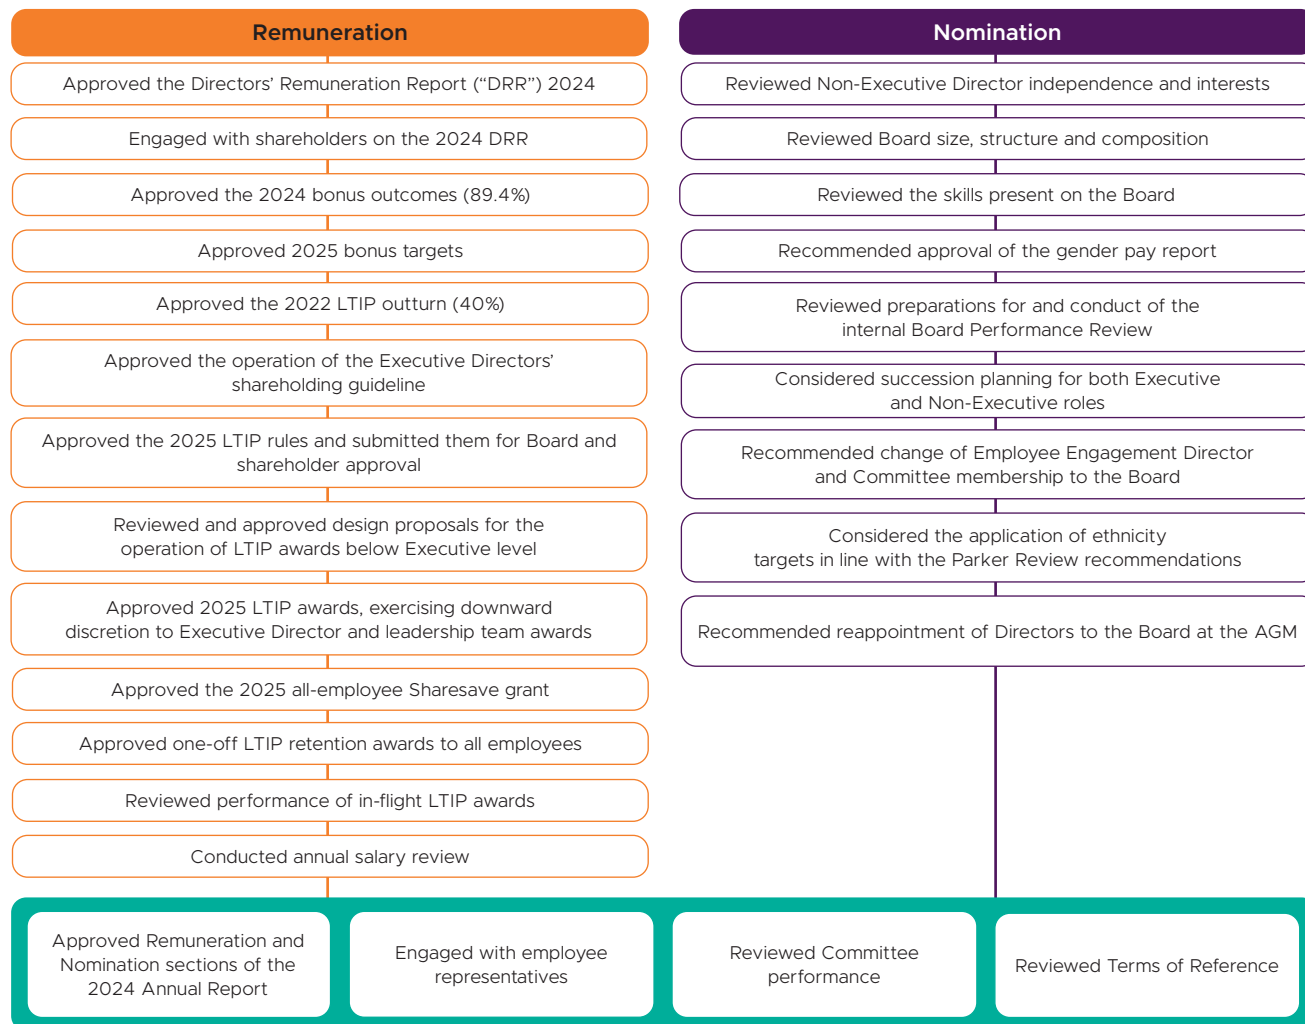 Remuneration
Approved the Directors’ Remuneration Report (“DRR”) 2024
Engaged with shareholders on the 2024 DRR
Approved the 2024 bonus outcomes (89.4%)
Approved 2025 bonus targets
Approved the 2022 LTIP outturn (40%)
Approved the operation of the Executive Directors’
shareholding guideline
Approved the 2025 LTIP rules and submitted them for Board and
shareholder approval
Reviewed and approved design proposals for the
operation of LTIP awards below Executive level
Approved 2025 LTIP awards, exercising downward
discretion to Executive Director and leadership team awards
Approved the 2025 all-employee Sharesave grant
Approved one-off LTIP retention awards to all employees
Reviewed performance of in-flight LTIP awards
Conducted annual salary review
Nomination
Reviewed Non-Executive Director independence and interests
Reviewed Board size, structure and composition
Reviewed the skills present on the Board
Recommended approval of the gender pay report
Reviewed preparations for and conduct of the
internal Board Performance Review
Considered succession planning for both Executive
and Non-Executive roles
Recommended change of Employee Engagement Director
and Committee membership to the Board
Considered the application of ethnicity
targets in line with the Parker Review recommendations
Recommended reappointment of Directors to the Board at the AGM
Approved Remuneration and
Nomination sections of the
2024 Annual Report
Engaged with employee
representatives
Reviewed Committee
performance
Reviewed Terms of Reference